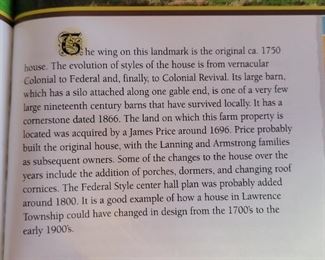 The wing on this landmark is the original ca. 1750
house. The evolution of styles of the house is from vernacular
Colonial to Federal and, finally, to Colonial Revival. Its large barn,
which has a silo attached along one gable end, is one of a very few
large nineteenth century barns that have survived locally. It has a
cornerstone dated 1866. The land on which this farm property is
located was acquired by a James Price around 1696. Price probably
built the original house, with the Lanning and Armstrong families
as subsequent owners. Some of the changes to the house over the
years include the addition of porches, dormers, and changing roof
cornices. The Federal Style center hall plan was probably added
around 1800. It is a good example of how a house in Lawrence
Township could have changed in design from the 1700's to the
early 1900's.